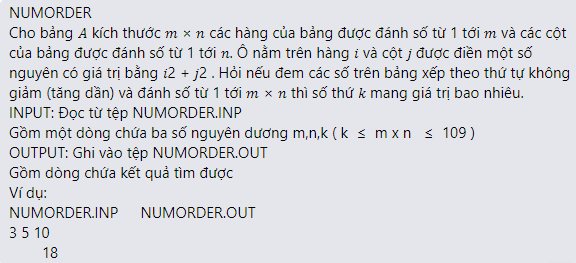 NUMORDER
Cho bảng A kích thước m × n các hàng của bảng được đánh số từ 1 tới m và các cột
của bảng được đánh số từ 1 tới n. Ô nằm trên hàng i và cột j được điền một số
nguyên có giá trị bằng i2 + j2 . Hỏi nếu đem các số trên bảng xếp theo thứ tự không
giảm (tăng dần) và đánh số từ 1 tới m × n thì số thứ k mang giá trị bao nhiêu.
INPUT: Đọc từ tệp NUMORDER.INP
Gồm một dòng chứa ba số nguyên dương m,n,k ( k ≤ m x n ≤ 109 )
OUTPUT: Ghi vào tệp NUMORDER.OUT
Gồm dòng chứa kết quả tìm được
Ví dụ:
NUMORDER.INP NUMORDER.OUT
3 5 10
18